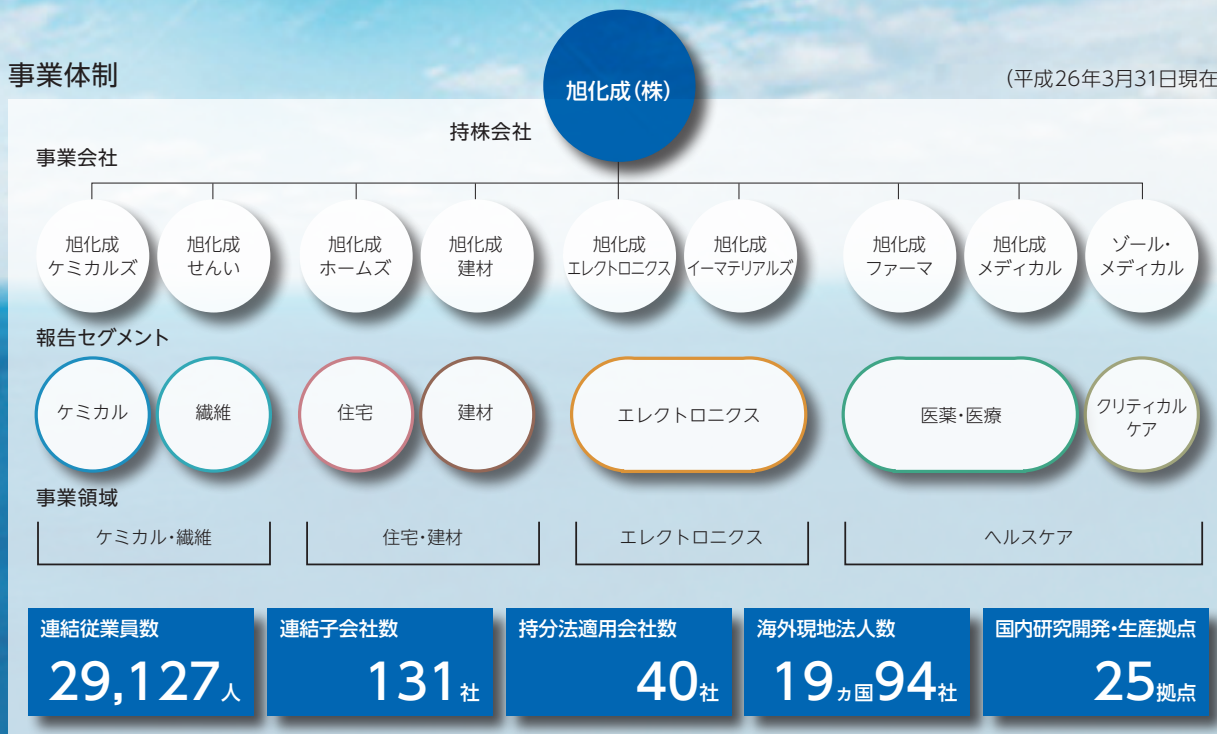 事業体制
旭化成(株)
(平成26年3月31日現在
持株会社
事業会社
旭化成
ケミカルズ
旭化成
せんい
旭化成
ホームズ
旭化成
建材
旭化成
エレクトロニクス
旭化成
イーマテリアルズ
旭化成
ファーマ
旭化成
メディカル
ゾール・
メディカル
報告セグメント
ケミカル
繊維
住宅
建材
エレクトロニクス
医薬・医療
クリティカル
ケア
事業領域
ケミカル・繊維
住宅・建材
エレクトロニクス
ヘルスケア
連結従業員数
29,127人
連結子会社数
131社
持分法適用会社数
40社
海外現地法人数
19ヵ国94社
国内研究開発・生産拠点
25拠点